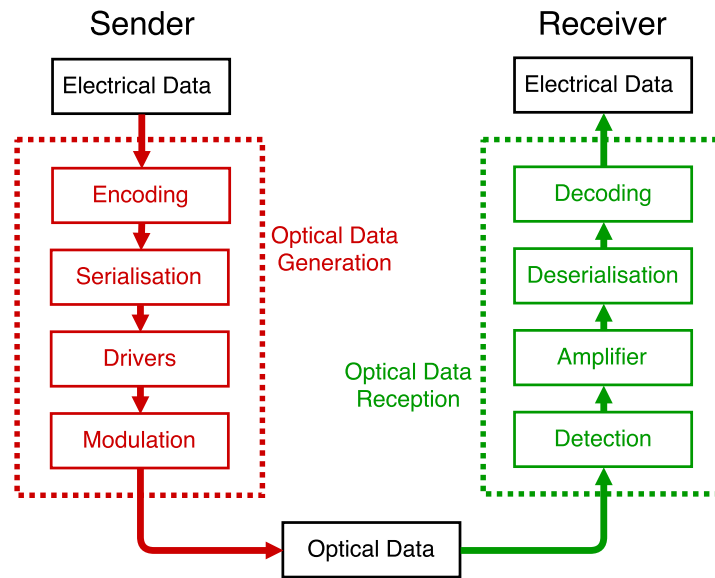 Sender
Receiver
Electrical Data
Electrical Data
Encoding
Serialisation
Drivers
Modulation
Optical Data
Generation
Decoding
Deserialisation
Amplifier
Detection
Optical Data
Reception
Optical Data